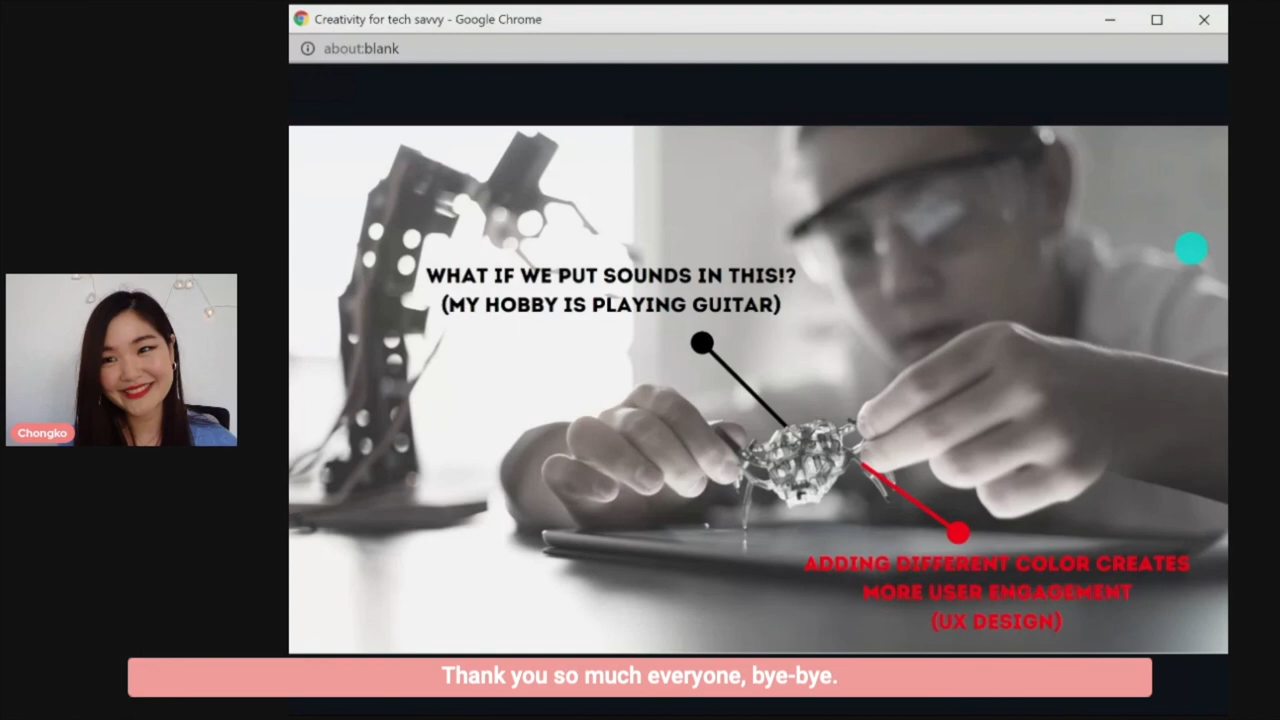 Creativity for tech savvy - Google Chrome
about:blank
WHAT IF WE PUT SOUNDS IN THIS!?
(MY HOBBY IS PLAYING GUITAR)
Chongko
ADDING DIFFERENT COLOR CREATES
MORE USER ENGAGEMENT
(UX DESIGN)
Thank you so much everyone, bye-bye.